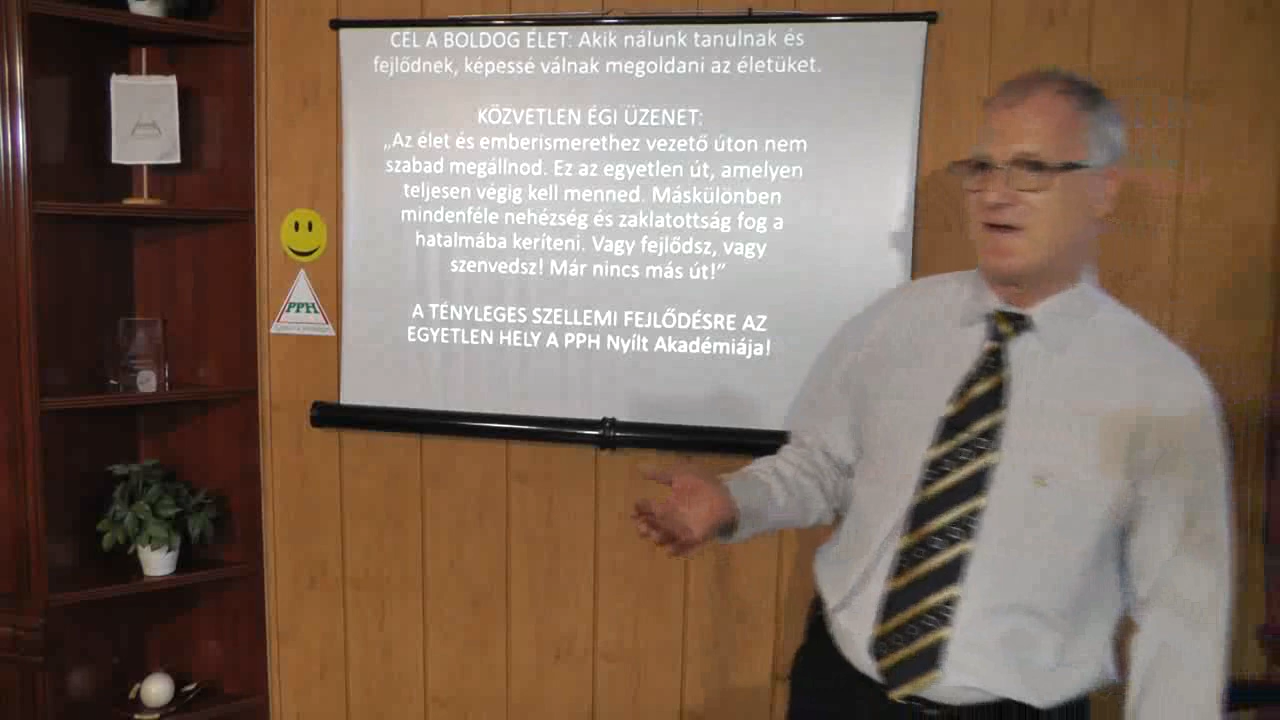 CEL A BOLDOG ÉLET: Akik nálunk tanulnak és
fejlődnek, képessé válnak megoldani az életüket.
KÖZVETLEN ÉGI ÜZENET:
„Az élet és emberismerethez vezető úton nem
szabad megállnod. Ez az egyetlen út, amelyen
teljesen végig kell menned. Máskülönben
mindenféle nehézség és zaklatottság fog a
hatalmába keríteni. Vagy fejlődsz, vagy
szenvedsz! Már nincs más út!”
A TÉNYLEGES SZELLEMI FEJLŐDÉSRE AZ
EGYETLEN HELY A PPH Nyílt Akadémiája!
PPH